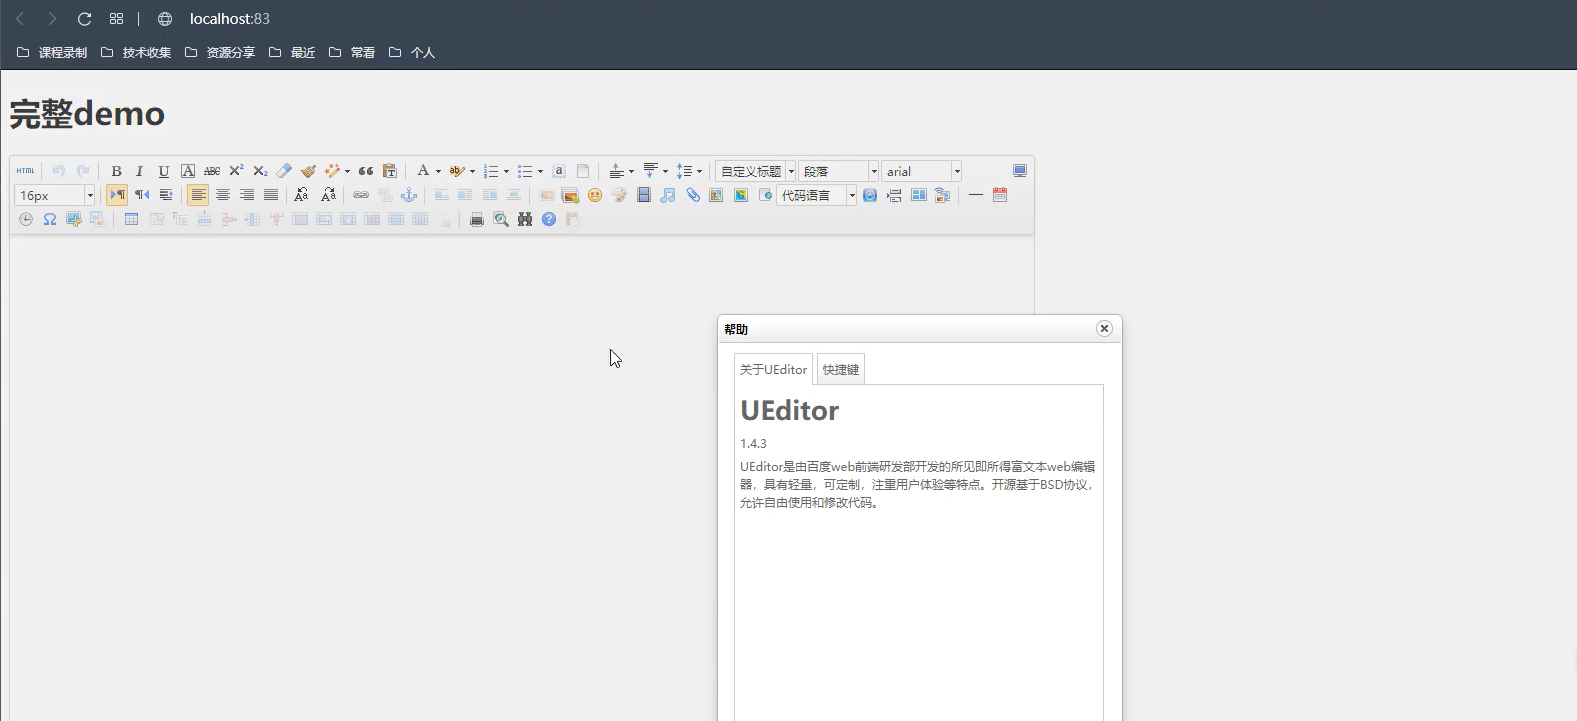 localhost:83
课程录制 技术收集 资源分享 最近 常看 个人
完整demo
HTML B I U A ABC X² X₂ A ab a 自定义标题 段落 arial
16px 代码语言
Ω
帮助
关于UEditor 快捷键
UEditor
1.4.3
UEditor是由百度web前端研发部开发的所见即所得富文本web编辑
器，具有轻量，可定制，注重用户体验等特点。开源基于BSD协议，
允许自由使用和修改代码。